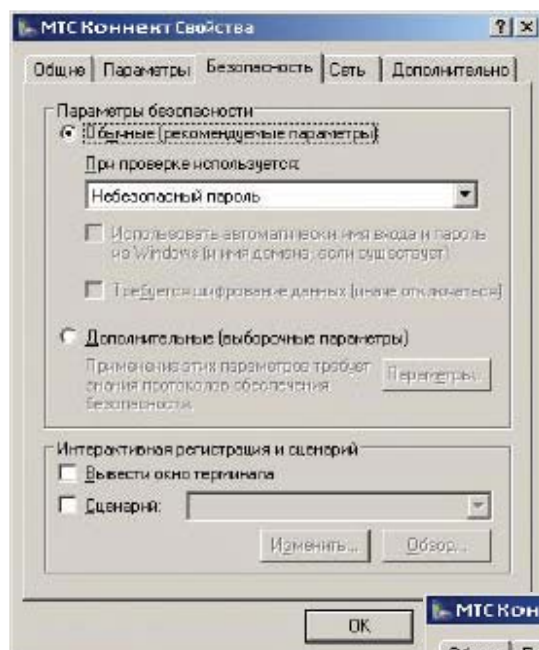 МТС Коннект Свойства
Общие Параметры Безопасность Сеть Дополнительно
Параметры безопасности
Обычные (рекомендуемые параметры)
При проверке используется:
Небезопасный пароль
Использовать автоматически имя входа и пароль
из Windows (и имя домена, если существует)
Требуется шифрование данных (иначе отключаться)
Дополнительные (выборочные параметры)
Применение этих параметров требует
знания протоколов обеспечения
безопасности.
Параметры...
Интерактивная регистрация и сценарий
Вывести окно терминала
Сценарий:
Изменить... Обзор...
OK
МТС Кон